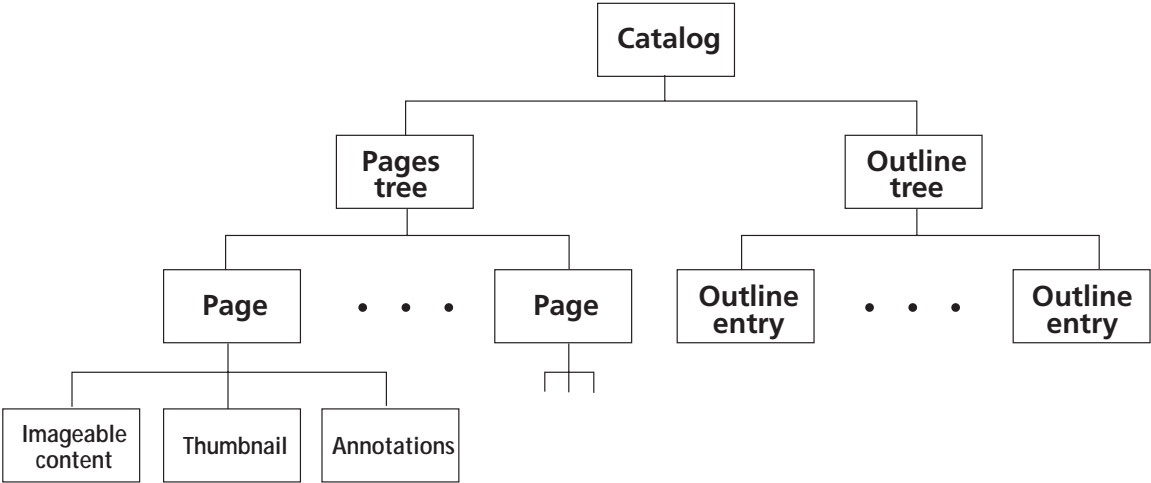 Catalog
Pages
tree
Outline
tree
Page
• • •
Page
Outline
entry
• • •
Outline
entry
Imageable
content
Thumbnail
Annotations